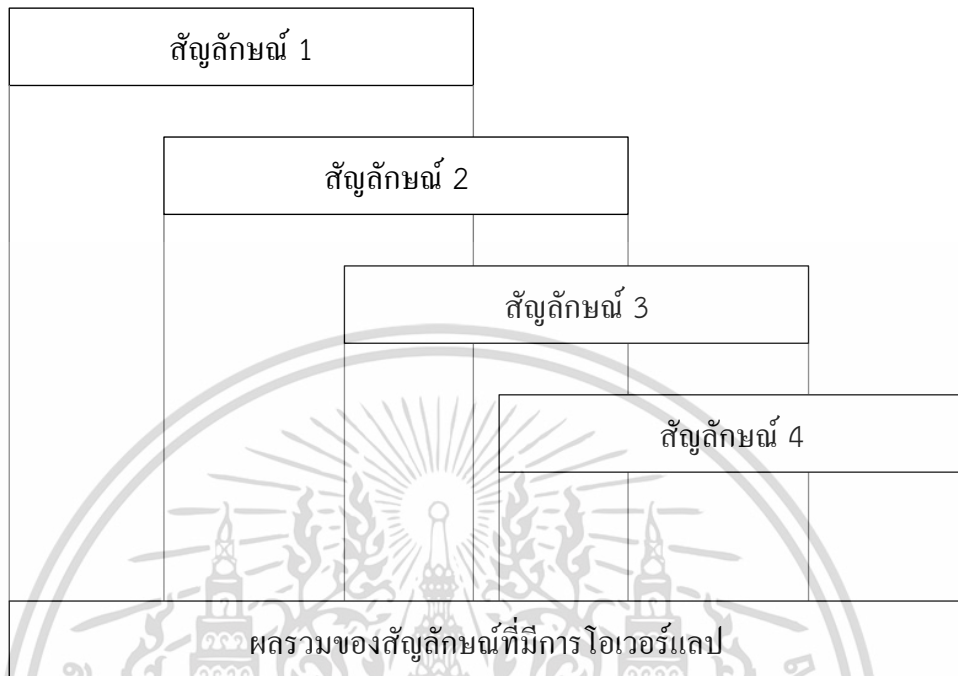 สัญลักษณ์ 1
สัญลักษณ์ 2
สัญลักษณ์ 3
สัญลักษณ์ 4
ผลรวมของสัญลักษณ์ที่มีการโอเวอร์แลป